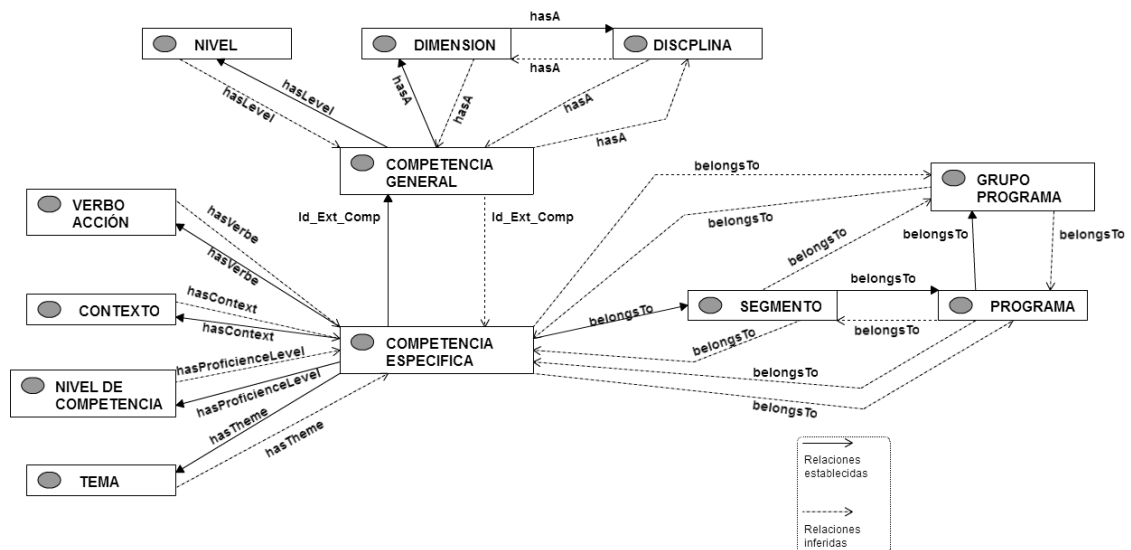 hasA
NIVEL
DIMENSION
DISCPLINA
hasA
hasLevel
hasLevel
hasA
hasA
hasA
hasA
COMPETENCIA
GENERAL
belongsTo
GRUPO
PROGRAMA
VERBO
ACCIÓN
hasVerbe
hasVerbe
Id_Ext_Comp
Id_Ext_Comp
belongsTo
belongsTo
belongsTo
belongsTo
belongsTo
CONTEXTO
hasContext
hasContext
SEGMENTO
PROGRAMA
belongsTo
belongsTo
COMPETENCIA
ESPECIFICA
belongsTo
hasProficienceLevel
NIVEL DE
COMPETENCIA
hasProficienceLevel
belongsTo
belongsTo
hasTheme
hasTheme
TEMA
Relaciones
establecidas
Relaciones
inferidas